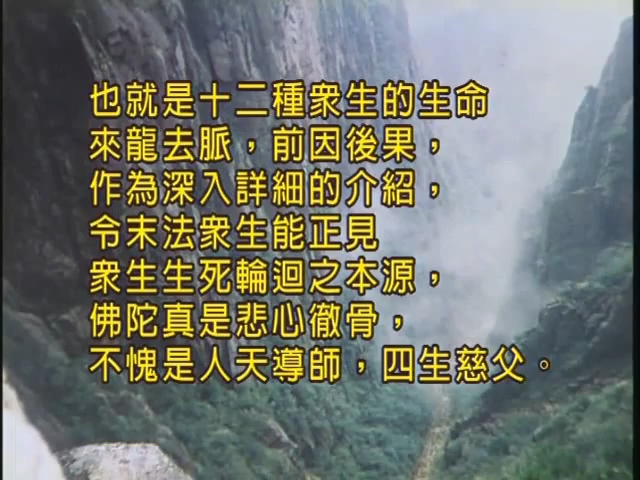 也就是十二種眾生的生命
來龍去脈，前因後果，
作為深入詳細的介紹，
令末法眾生能正見
眾生生死輪迴之本源，
佛陀真是悲心徹骨，
不愧是人天導師，四生慈父。